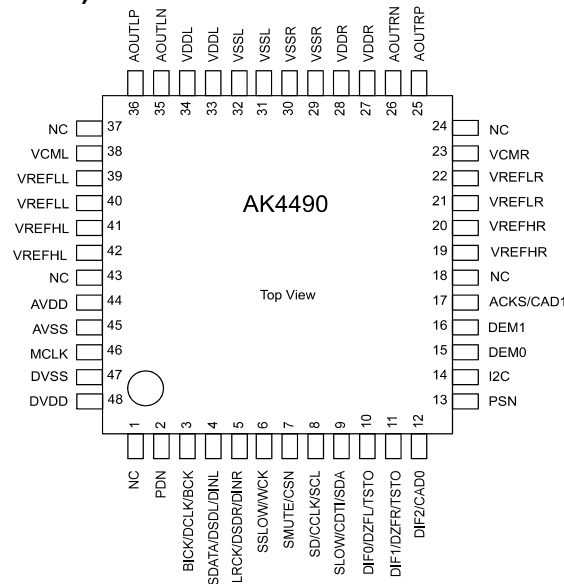 AOUTLP
AOUTLN
VDDL
VDDL
VSSL
VSSL
VSSR
VSSR
VDDR
VDDR
AOUTRN
AOUTRP
36
35
34
33
32
31
30
29
28
27
26
25
NC 37
VCML 38
VREFLL 39
VREFLL 40
VREFHL 41
VREFHL 42
NC 43
AVDD 44
AVSS 45
MCLK 46
DVSS 47
DVDD 48
AK4490
Top View
24 NC
23 VCMR
22 VREFLR
21 VREFLR
20 VREFHR
19 VREFHR
18 NC
17 ACKS/CAD1
16 DEM1
15 DEM0
14 I2C
13 PSN
1
2
3
4
5
6
7
8
9
10
11
12
NC
PDN
BICK/DCLK/BCK
SDATA/DSDL/DINL
LRCK/DSDR/DINR
SSLOW/WCK
SMUTE/CSN
SD/CCLK/SCL
SLOW/CDTI/SDA
DIF0/DZFL/TSTO
DIF1/DZFR/TSTO
DIF2/CAD0